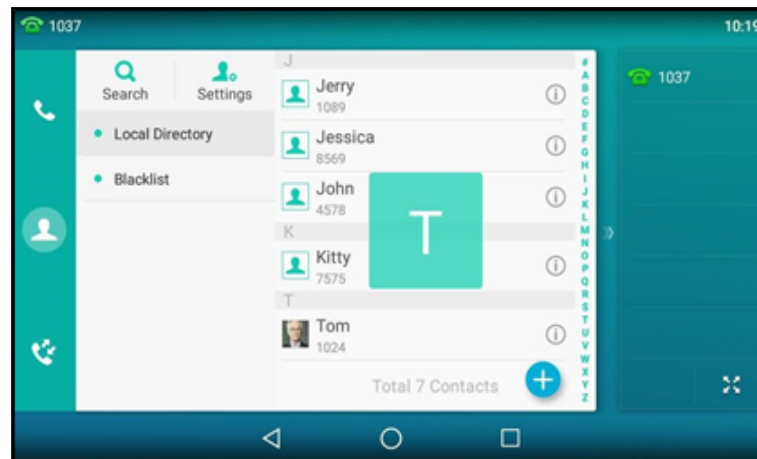 1037
10:19
Search
Settings
Local Directory
Blacklist
J
Jerry
1089
Jessica
8569
John
4578
K
Kitty
7575
T
Tom
1024
Total 7 Contacts
T
#
A
B
C
D
E
F
G
H
I
J
K
L
M
N
O
P
Q
R
S
T
U
V
W
X
Y
Z
1037